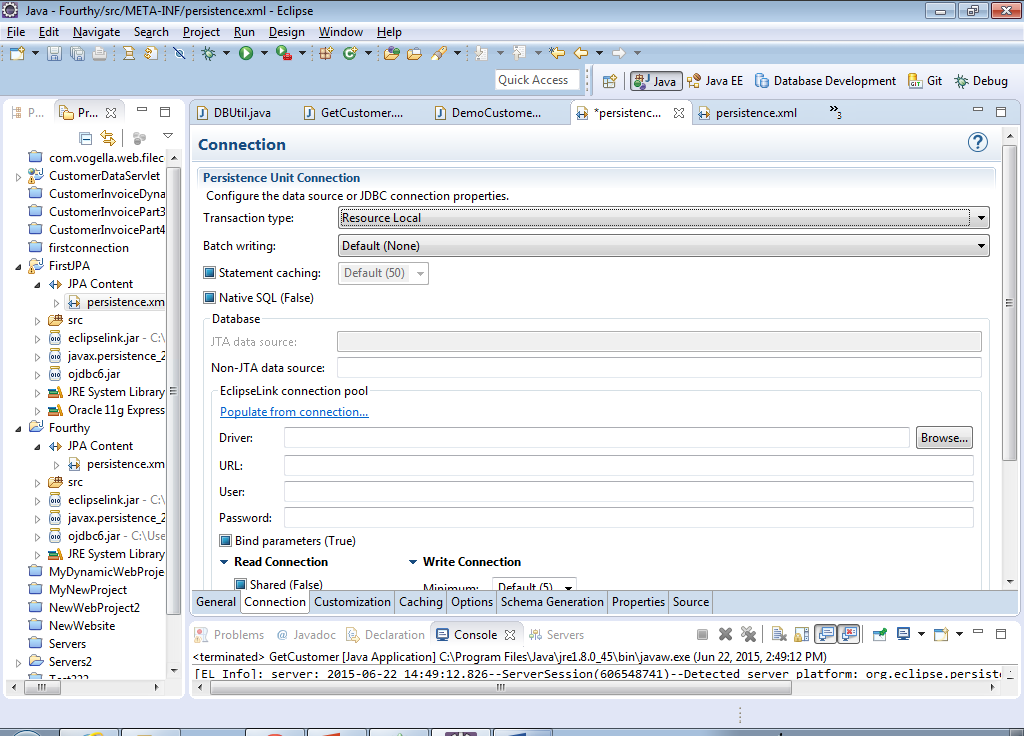 Java - Fourthy/src/META-INF/persistence.xml - Eclipse
File Edit Navigate Search Project Run Design Window Help
Quick Access
Java Java EE Database Development Git Debug
P... Pr...
DBUtil.java GetCustomer.... DemoCustome... *persistenc... persistence.xml »3
com.vogella.web.filec
CustomerDataServlet
CustomerInvoiceDyna
CustomerInvoicePart3
CustomerInvoicePart4
firstconnection
FirstJPA
JPA Content
persistence.xm
src
eclipselink.jar - C:\
javax.persistence_2
ojdbc6.jar
JRE System Library
Oracle 11g Express
Fourthy
JPA Content
persistence.xm
src
eclipselink.jar - C:\
javax.persistence_2
ojdbc6.jar - C:\Use
JRE System Library
MyDynamicWebProje
MyNewProject
NewWebProject2
NewWebsite
Servers
Servers2
Connection
Persistence Unit Connection
Configure the data source or JDBC connection properties.
Transaction type: Resource Local
Batch writing: Default (None)
Statement caching: Default (50)
Native SQL (False)
Database
JTA data source:
Non-JTA data source:
EclipseLink connection pool
Populate from connection...
Driver: Browse...
URL:
User:
Password:
Bind parameters (True)
Read Connection Write Connection
Shared (False) Minimum: Default (5)
General Connection Customization Caching Options Schema Generation Properties Source
Problems @ Javadoc Declaration Console Servers
<terminated> GetCustomer [Java Application] C:\Program Files\Java\jre1.8.0_45\bin\javaw.exe (Jun 22, 2015, 2:49:12 PM)
[EL Info]: server: 2015-06-22 14:49:12.826--ServerSession(606548741)--Detected server platform: org.eclipse.persiste